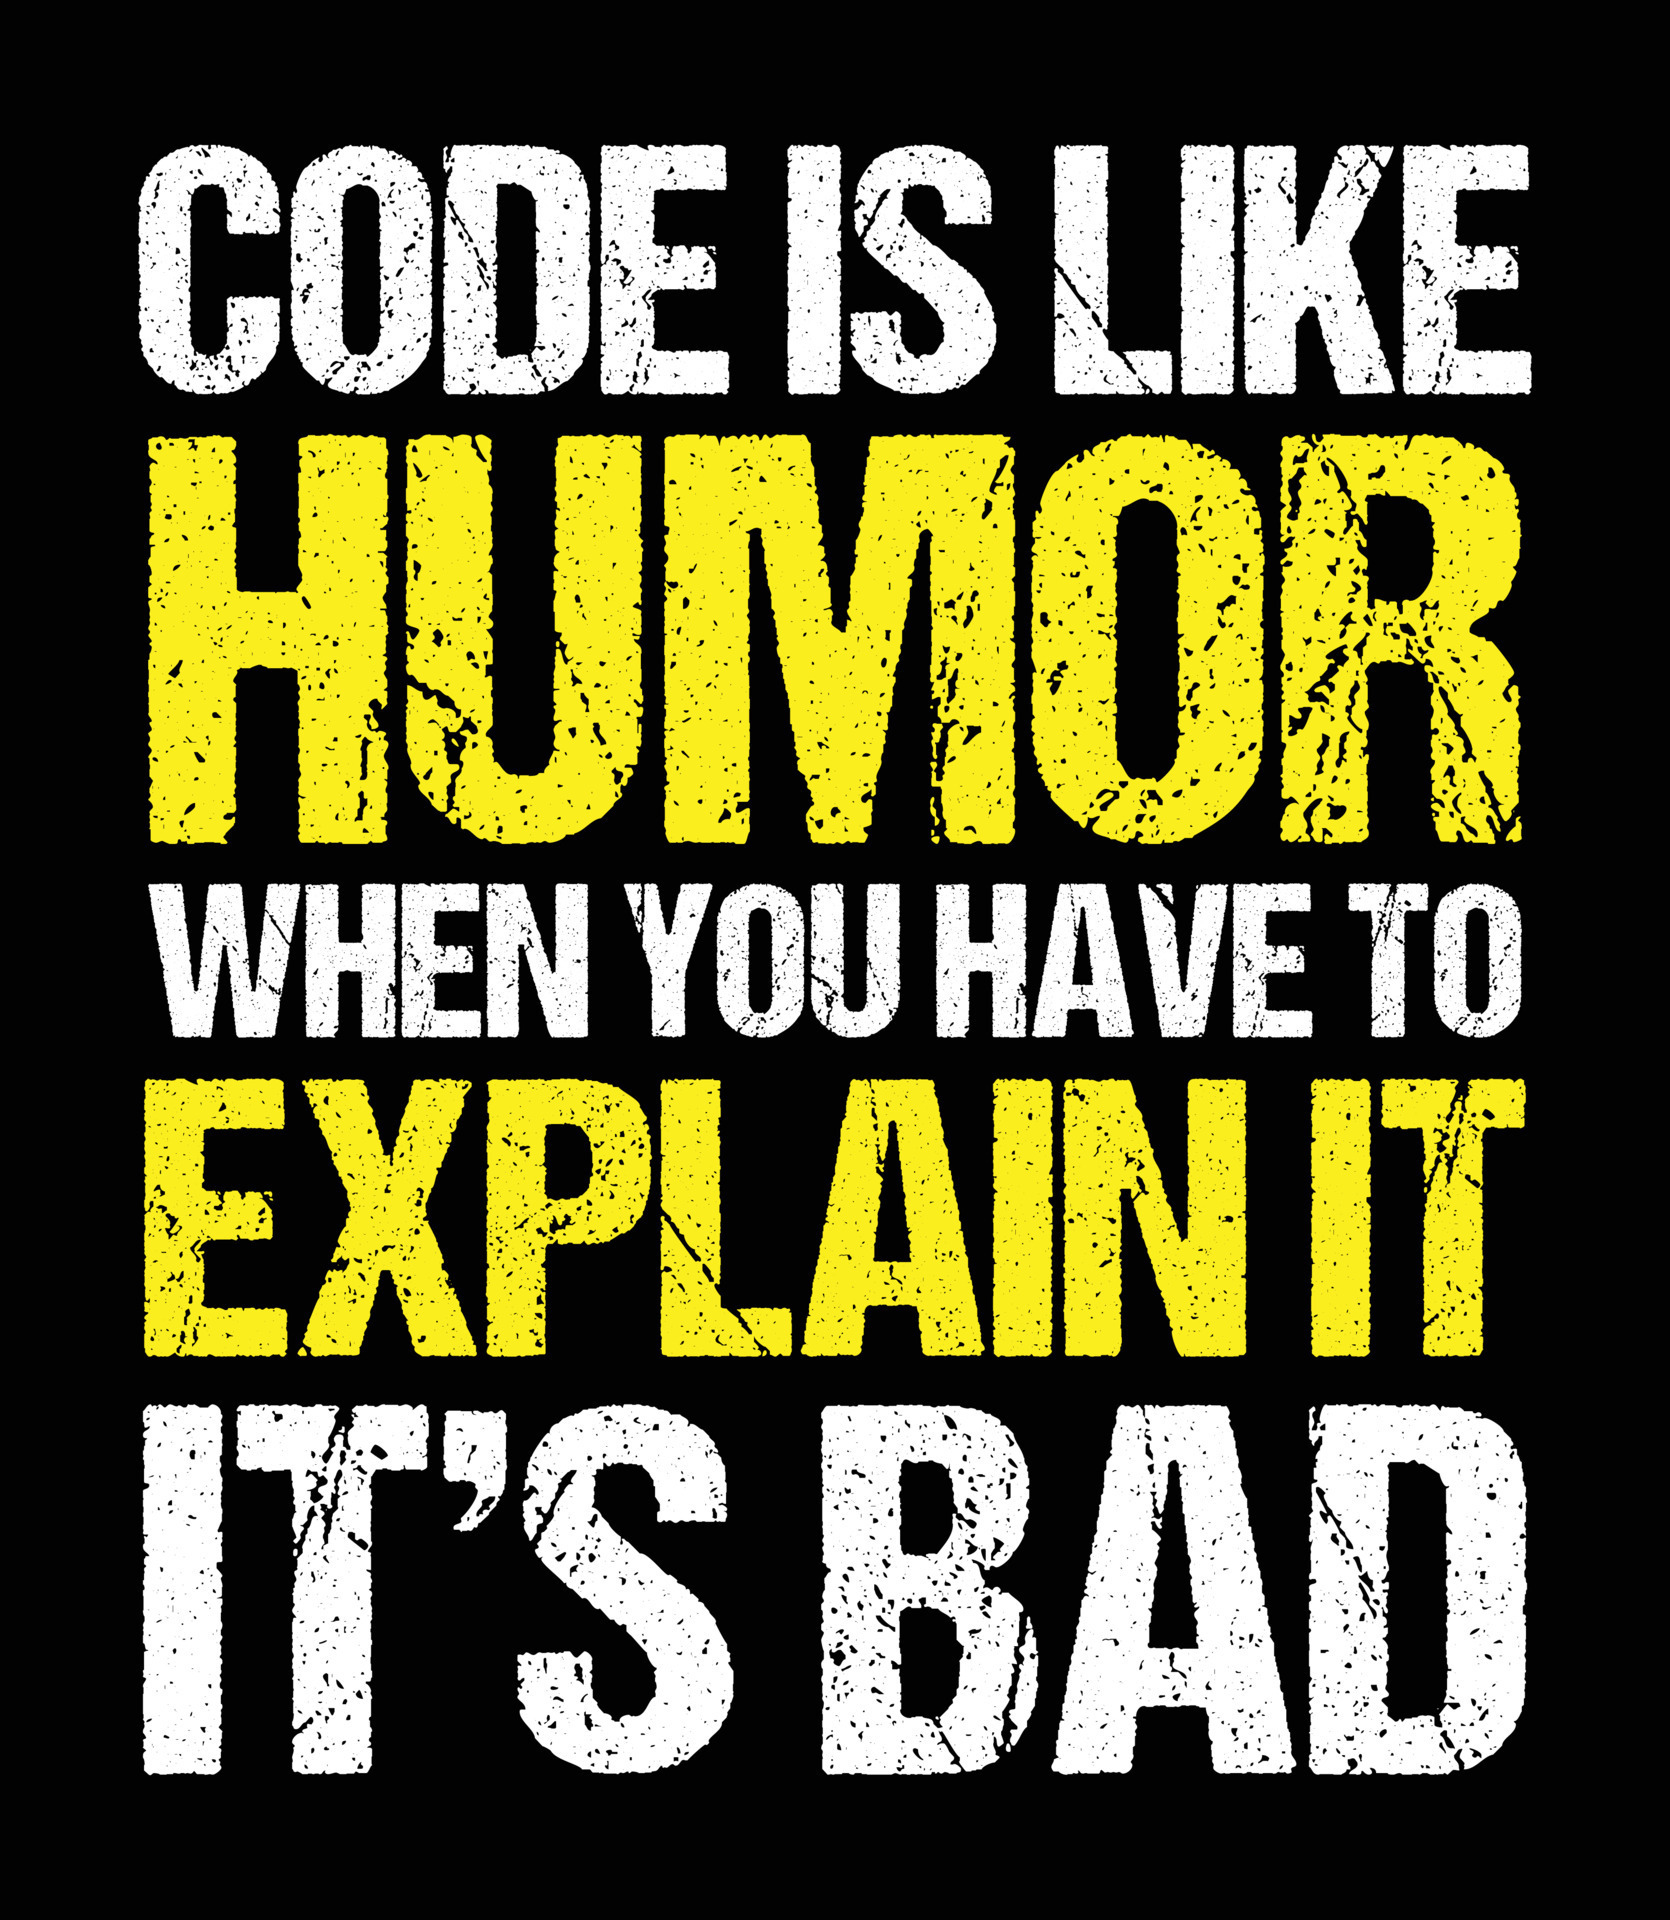 CODE IS LIKE
HUMOR
WHEN YOU HAVE TO
EXPLAIN IT
IT’S BAD